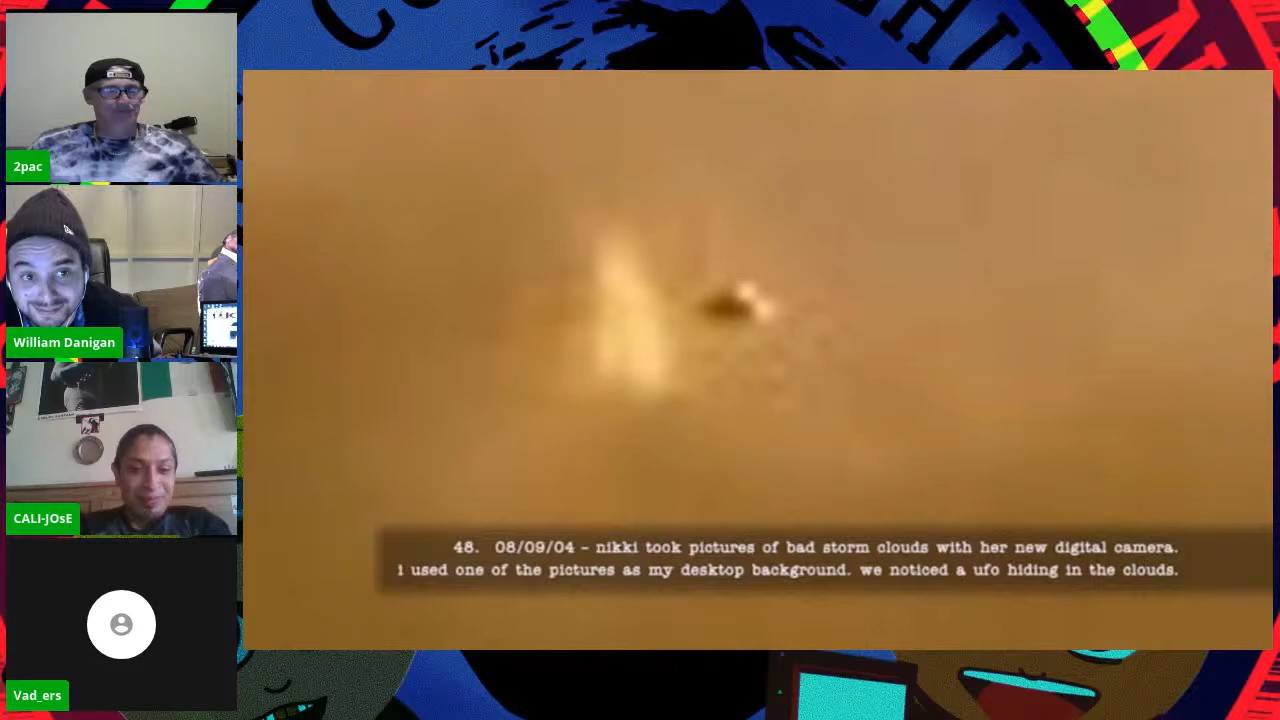 2pac
William Danigan
CALI-JOsE
Vad_ers
48. 08/09/04 - nikki took pictures of bad storm clouds with her new digital camera.
i used one of the pictures as my desktop background. we noticed a ufo hiding in the clouds.